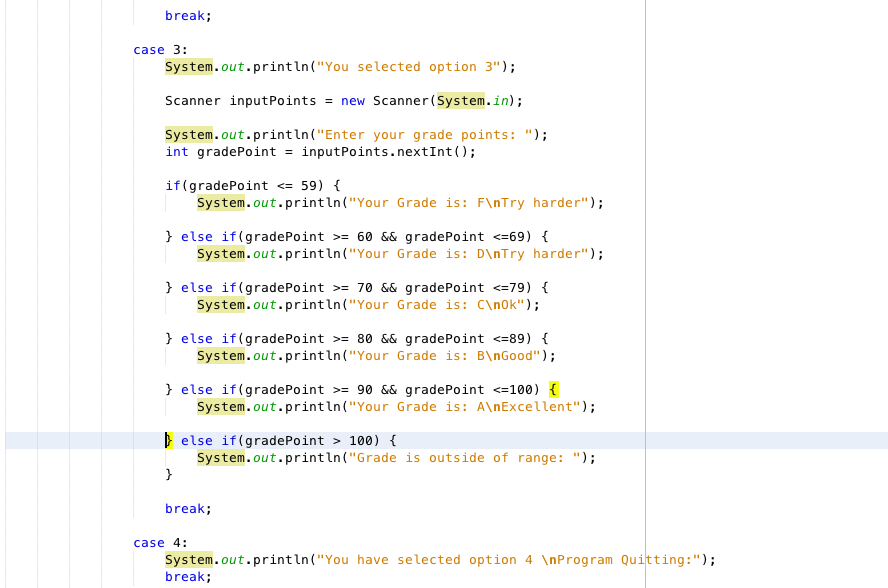 break;
case 3:
System.out.println("You selected option 3");
Scanner inputPoints = new Scanner(System.in);
System.out.println("Enter your grade points: ");
int gradePoint = inputPoints.nextInt();
if(gradePoint <= 59) {
System.out.println("Your Grade is: F\nTry harder");
} else if(gradePoint >= 60 && gradePoint <=69) {
System.out.println("Your Grade is: D\nTry harder");
} else if(gradePoint >= 70 && gradePoint <=79) {
System.out.println("Your Grade is: C\nOk");
} else if(gradePoint >= 80 && gradePoint <=89) {
System.out.println("Your Grade is: B\nGood");
} else if(gradePoint >= 90 && gradePoint <=100) {
System.out.println("Your Grade is: A\nExcellent");
} else if(gradePoint > 100) {
System.out.println("Grade is outside of range: ");
}
break;
case 4:
System.out.println("You have selected option 4 \nProgram Quitting:");
break;